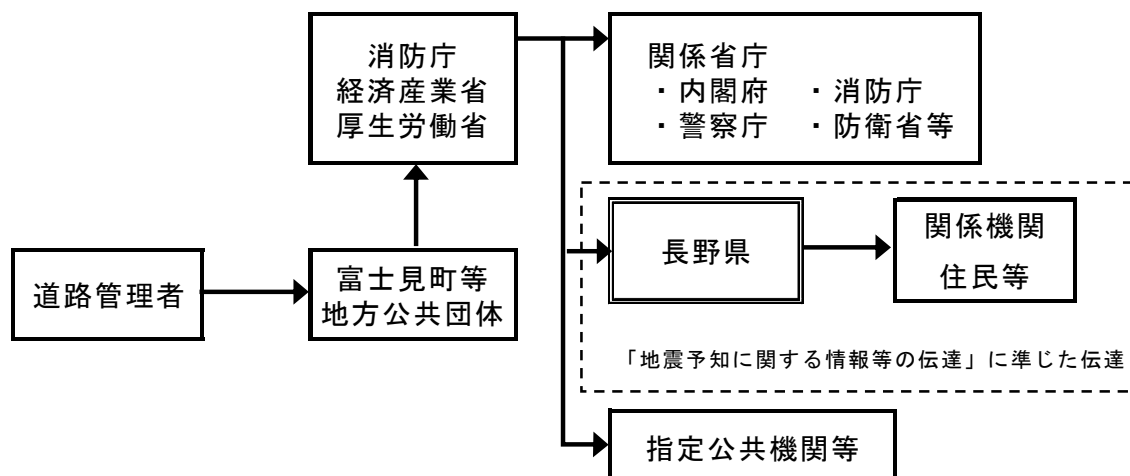 消防庁
経済産業省
厚生労働省
関係省庁
・内閣府 ・消防庁
・警察庁 ・防衛省等
長野県
関係機関
住民等
道路管理者
富士見町等
地方公共団体
「地震予知に関する情報等の伝達」に準じた伝達
指定公共機関等